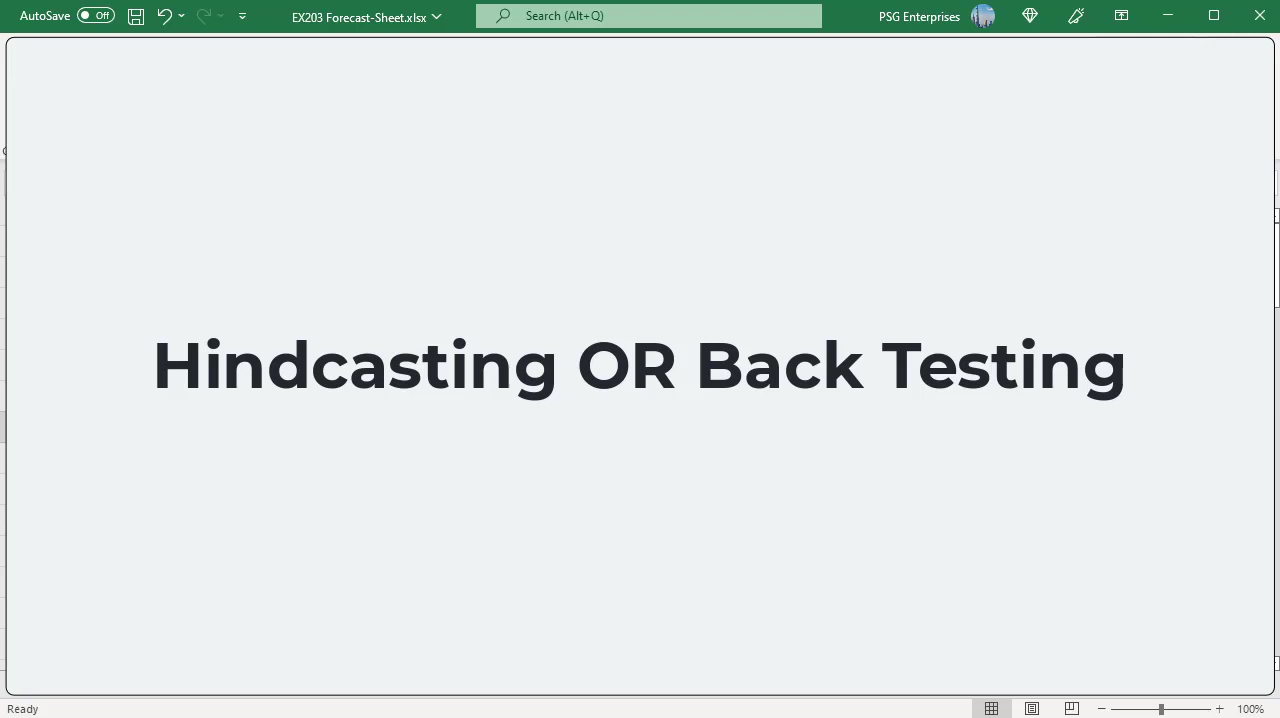 AutoSave Off EX203 Forecast-Sheet.xlsx Search (Alt+Q) PSG Enterprises
Hindcasting OR Back Testing
Ready 100%